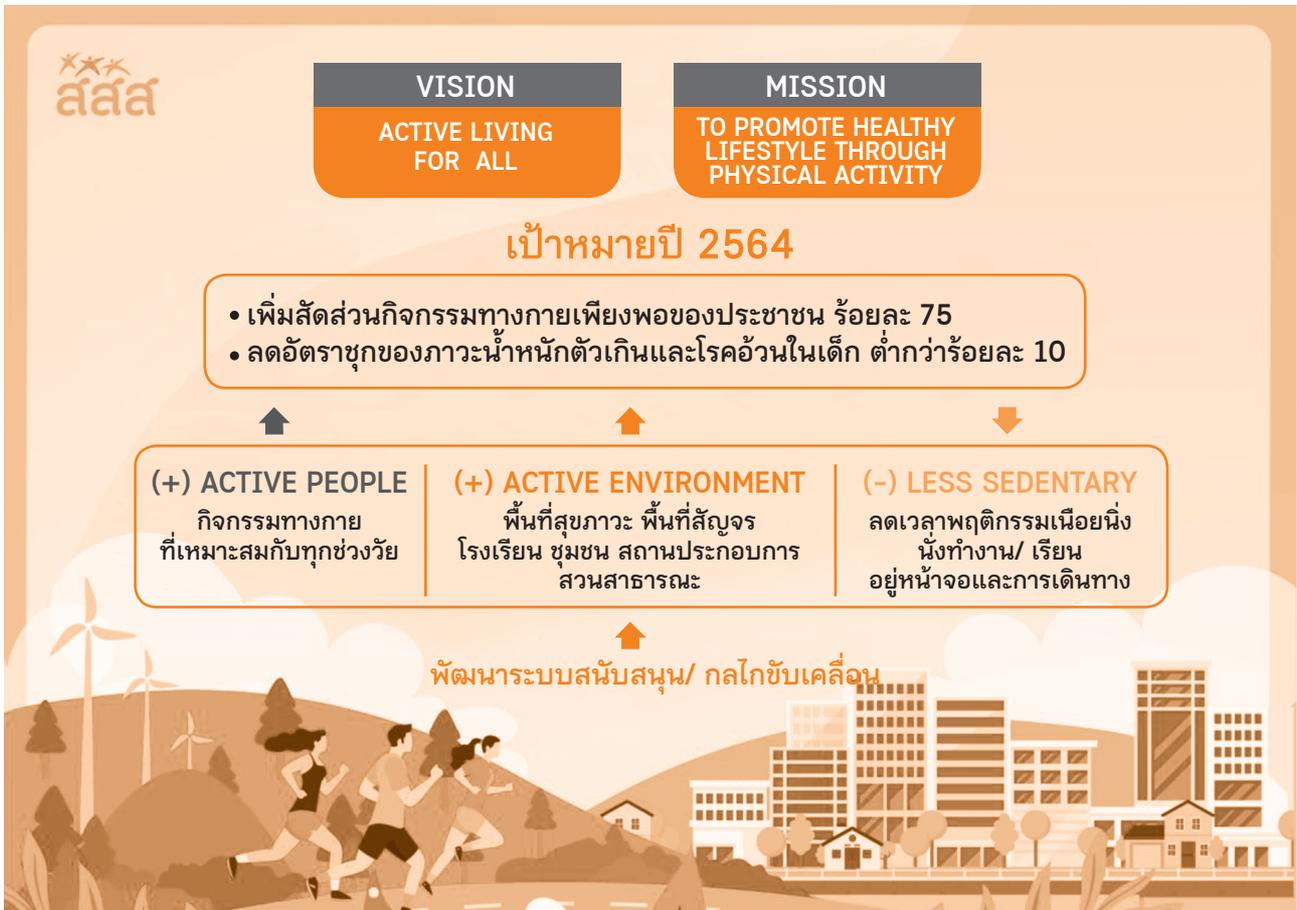 สสส
VISION
ACTIVE LIVING
FOR ALL
MISSION
TO PROMOTE HEALTHY
LIFESTYLE THROUGH
PHYSICAL ACTIVITY
เป้าหมายปี 2564
• เพิ่มสัดส่วนกิจกรรมทางกายเพียงพอของประชาชน ร้อยละ 75
• ลดอัตราชุกของภาวะน้ำหนักตัวเกินและโรคอ้วนในเด็ก ต่ำกว่าร้อยละ 10
(+) ACTIVE PEOPLE
กิจกรรมทางกาย
ที่เหมาะสมกับทุกช่วงวัย
(+) ACTIVE ENVIRONMENT
พื้นที่สุขภาวะ พื้นที่สัญจร
โรงเรียน ชุมชน สถานประกอบการ
สวนสาธารณะ
(-) LESS SEDENTARY
ลดเวลาพฤติกรรมเนือยนิ่ง
นั่งทำงาน/ เรียน
อยู่หน้าจอและการเดินทาง
พัฒนาระบบสนับสนุน/ กลไกขับเคลื่อน